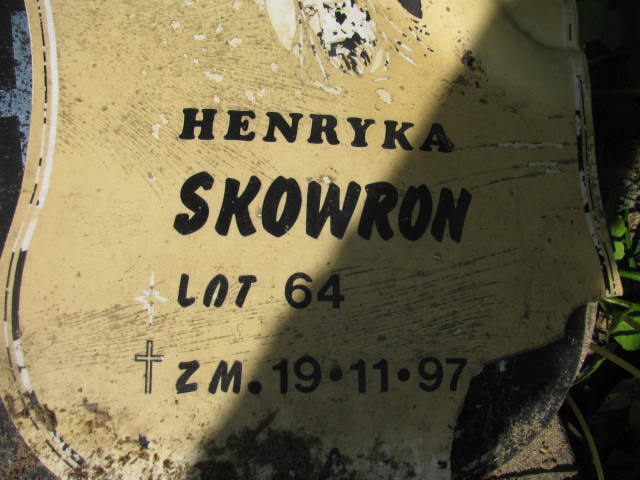 HENRYKA
SKOWRON
LAT 64
ZM. 19•11•97